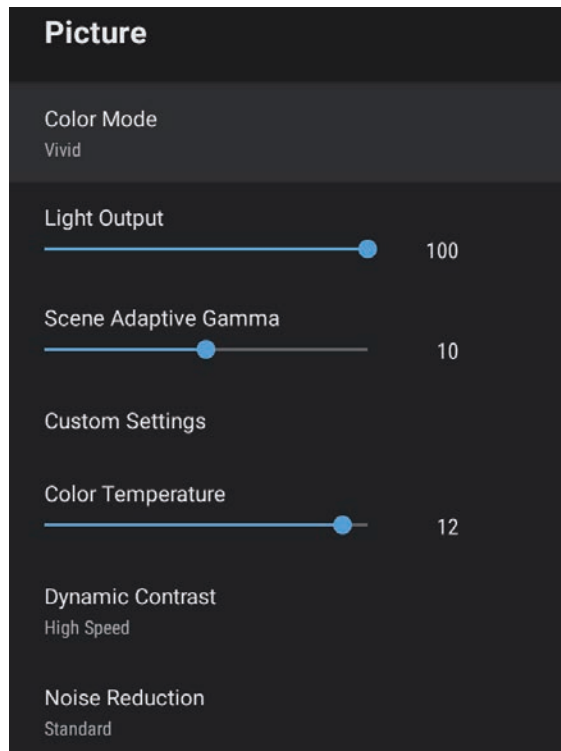 Picture
Color Mode
Vivid
Light Output
100
Scene Adaptive Gamma
10
Custom Settings
Color Temperature
12
Dynamic Contrast
High Speed
Noise Reduction
Standard